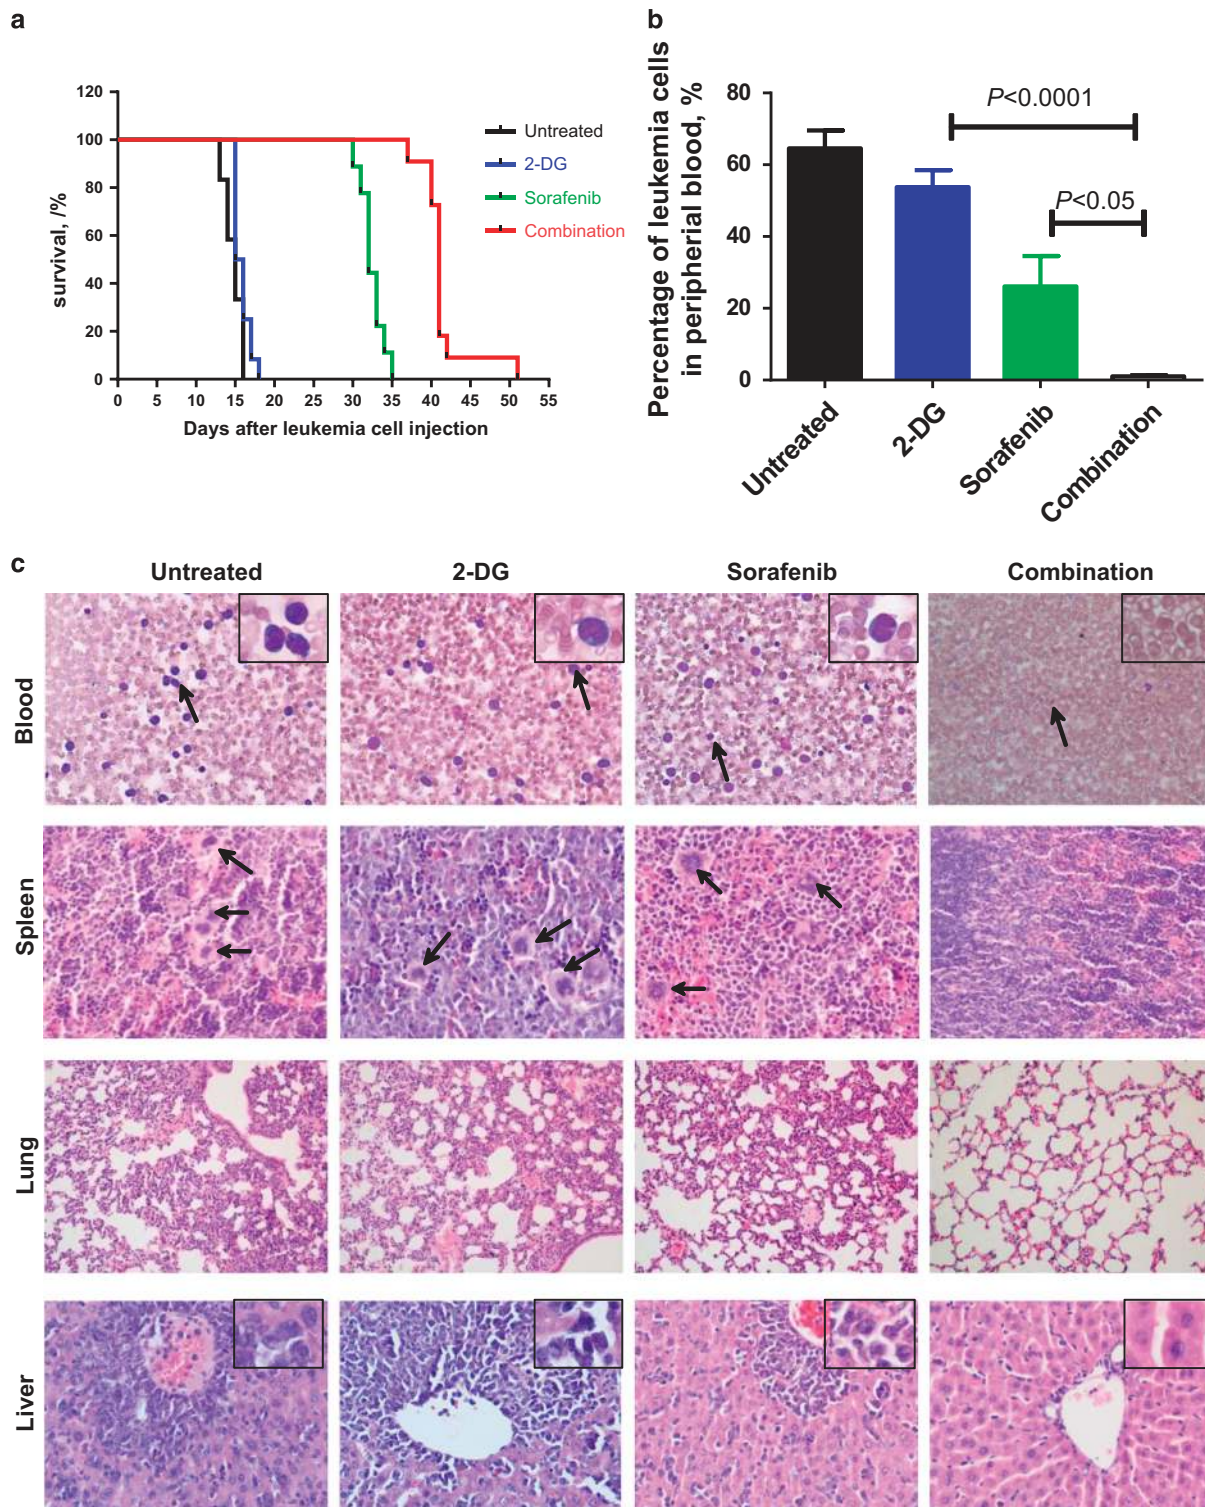 a
120
100
80
60
40
20
0
survival, /%
0 5 10 15 20 25 30 35 40 45 50 55
Days after leukemia cell injection
Untreated
2-DG
Sorafenib
Combination
b
Percentage of leukemia cells
in peripherial blood, %
80
60
40
20
0
P<0.0001
P<0.05
Untreated
2-DG
Sorafenib
Combination
c
Untreated 2-DG Sorafenib Combination
Blood
Spleen
Lung
Liver